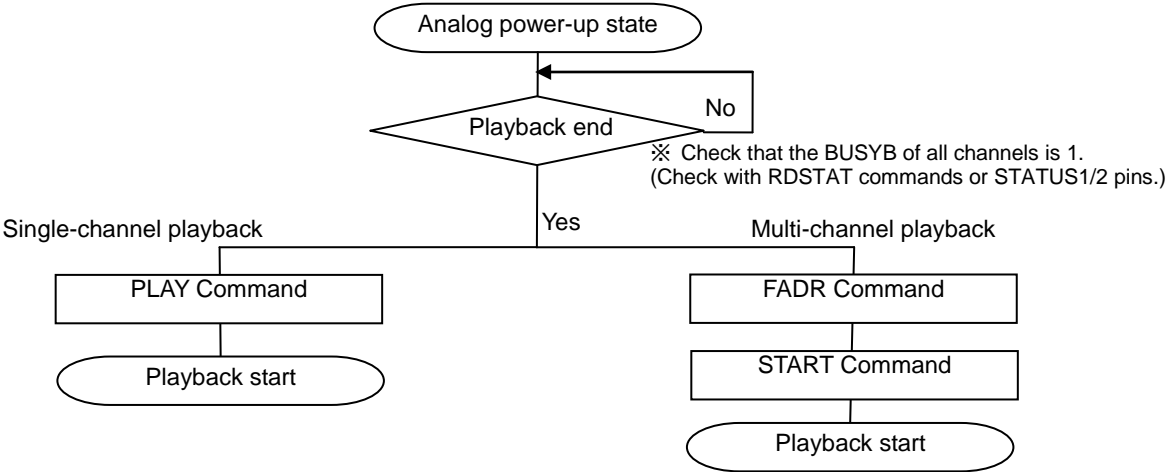 Analog power-up state
No
Playback end
※ Check that the BUSYB of all channels is 1.
(Check with RDSTAT commands or STATUS1/2 pins.)
Yes
Single-channel playback
Multi-channel playback
PLAY Command
FADR Command
START Command
Playback start
Playback start